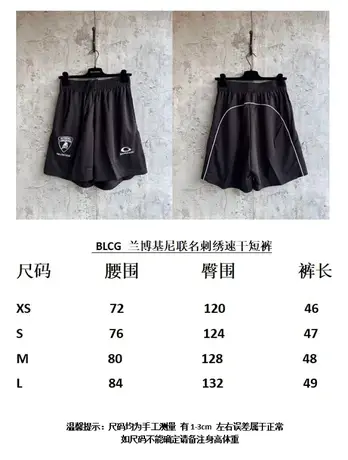 BLCG 兰博基尼联名刺绣速干短裤
尺码 腰围 臀围 裤长
XS 72 120 46
S 76 124 47
M 80 128 48
L 84 132 49
温馨提示：尺码均为手工测量 有1-3cm 左右误差属于正常
如尺码不能确定请备注身高体重